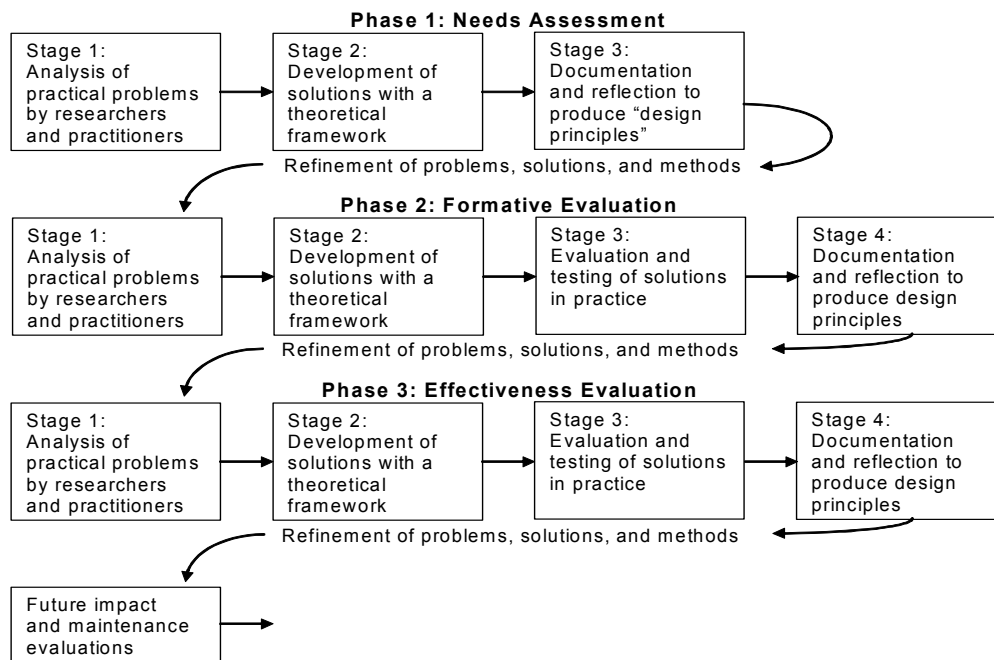 Phase 1: Needs Assessment
Stage 1:
Analysis of
practical problems
by researchers
and practitioners
Stage 2:
Development of
solutions with a
theoretical
framework
Stage 3:
Documentation
and reflection to
produce “design
principles”
Refinement of problems, solutions, and methods
Phase 2: Formative Evaluation
Stage 1:
Analysis of
practical problems
by researchers
and practitioners
Stage 2:
Development of
solutions with a
theoretical
framework
Stage 3:
Evaluation and
testing of solutions
in practice
Stage 4:
Documentation
and reflection to
produce design
principles
Refinement of problems, solutions, and methods
Phase 3: Effectiveness Evaluation
Stage 1:
Analysis of
practical problems
by researchers
and practitioners
Stage 2:
Development of
solutions with a
theoretical
framework
Stage 3:
Evaluation and
testing of solutions
in practice
Stage 4:
Documentation
and reflection to
produce design
principles
Refinement of problems, solutions, and methods
Future impact
and maintenance
evaluations